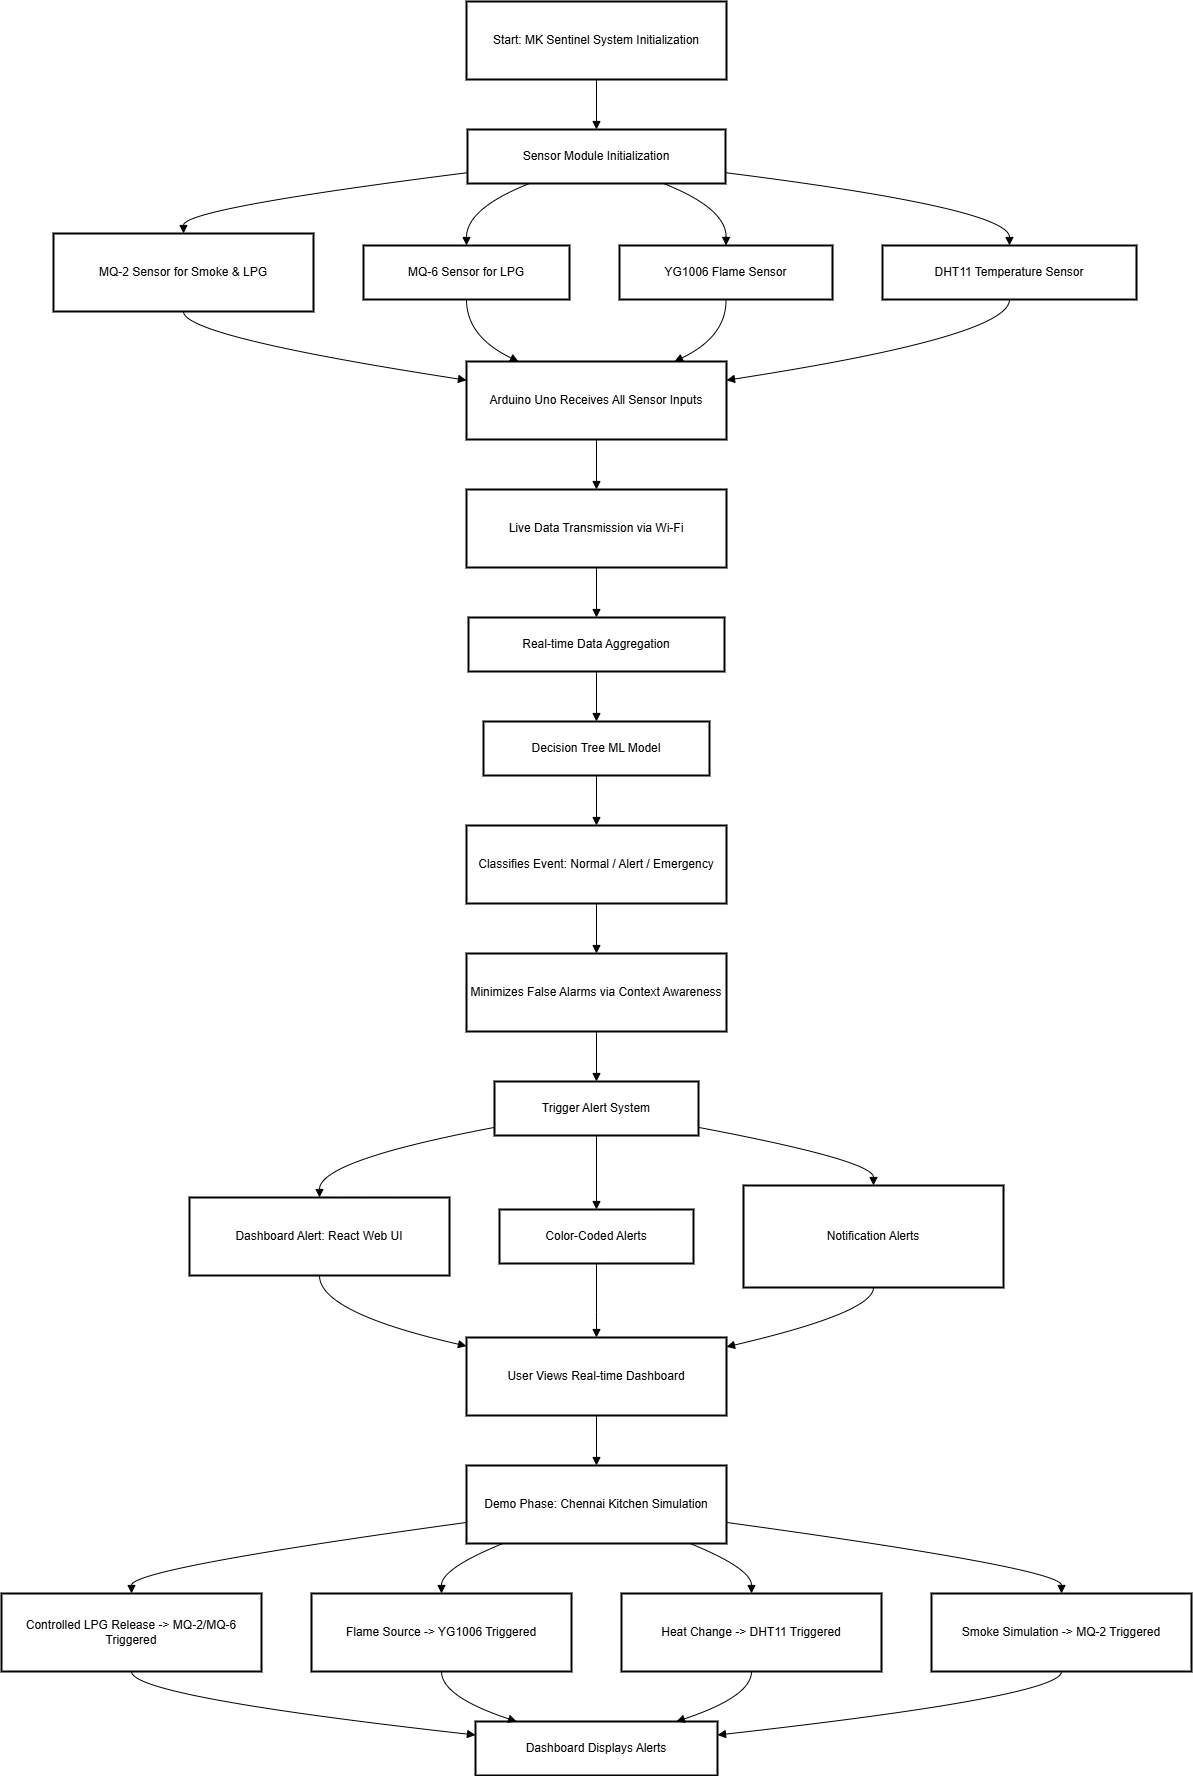 Start: MK Sentinel System Initialization
Sensor Module Initialization
MQ-2 Sensor for Smoke & LPG
MQ-6 Sensor for LPG
YG1006 Flame Sensor
DHT11 Temperature Sensor
Arduino Uno Receives All Sensor Inputs
Live Data Transmission via Wi-Fi
Real-time Data Aggregation
Decision Tree ML Model
Classifies Event: Normal / Alert / Emergency
Minimizes False Alarms via Context Awareness
Trigger Alert System
Dashboard Alert: React Web UI
Color-Coded Alerts
Notification Alerts
User Views Real-time Dashboard
Demo Phase: Chennai Kitchen Simulation
Controlled LPG Release -> MQ-2/MQ-6
Triggered
Flame Source -> YG1006 Triggered
Heat Change -> DHT11 Triggered
Smoke Simulation -> MQ-2 Triggered
Dashboard Displays Alerts